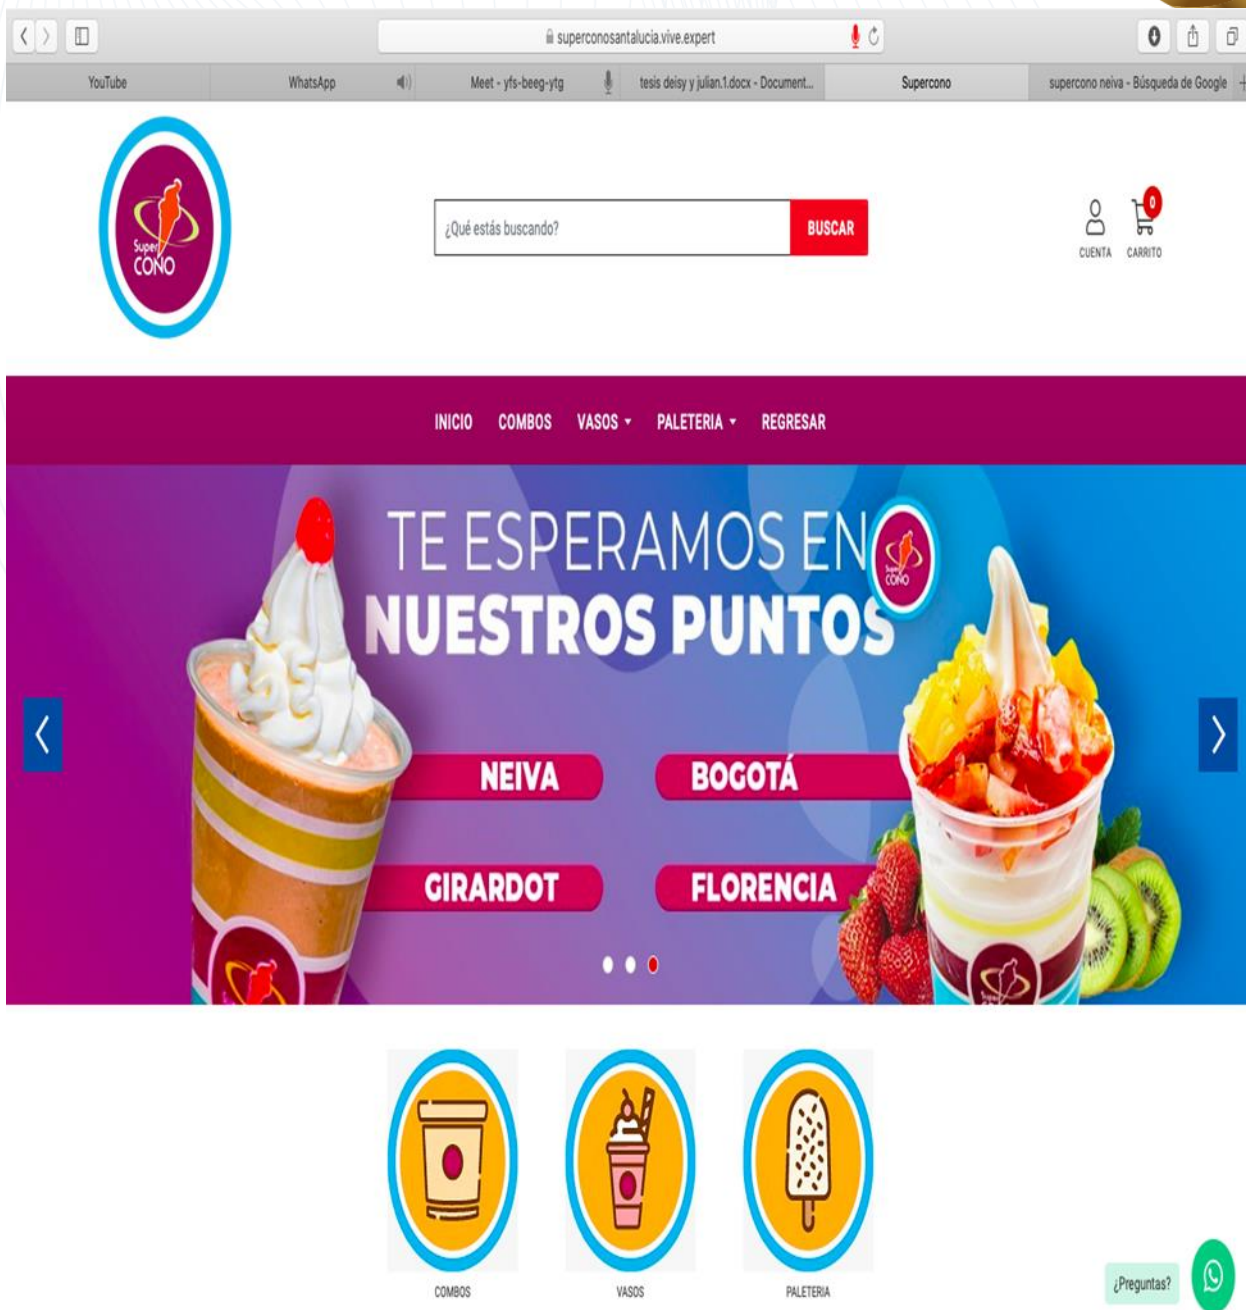 superconosantalucia.vive.expert
YouTube WhatsApp Meet - yfs-beeg-ytg tesis deisy y julian.1.docx - Document... Supercono supercono neiva - Búsqueda de Google
Super
CONO
¿Qué estás buscando? BUSCAR
0
CUENTA CARRITO
INICIO COMBOS VASOS PALETERIA REGRESAR
TE ESPERAMOS EN
Super
CONO
NUESTROS PUNTOS
NEIVA BOGOTÁ
GIRARDOT FLORENCIA
COMBOS VASOS PALETERIA
¿Preguntas?